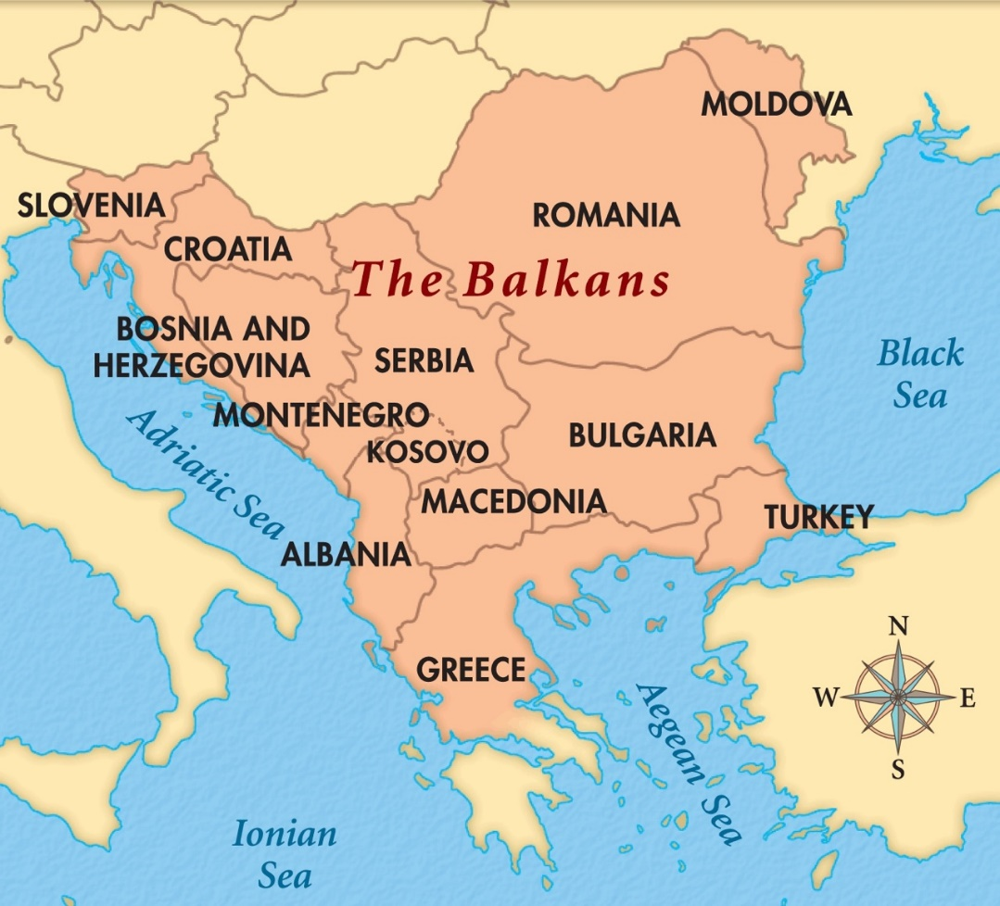 MOLDOVA
SLOVENIA
ROMANIA
CROATIA
The Balkans
BOSNIA AND
HERZEGOVINA
SERBIA
Black
Sea
MONTENEGRO
KOSOVO
BULGARIA
Adriatic Sea
MACEDONIA
TURKEY
ALBANIA
GREECE
N
W
E
S
Aegean Sea
Ionian
Sea